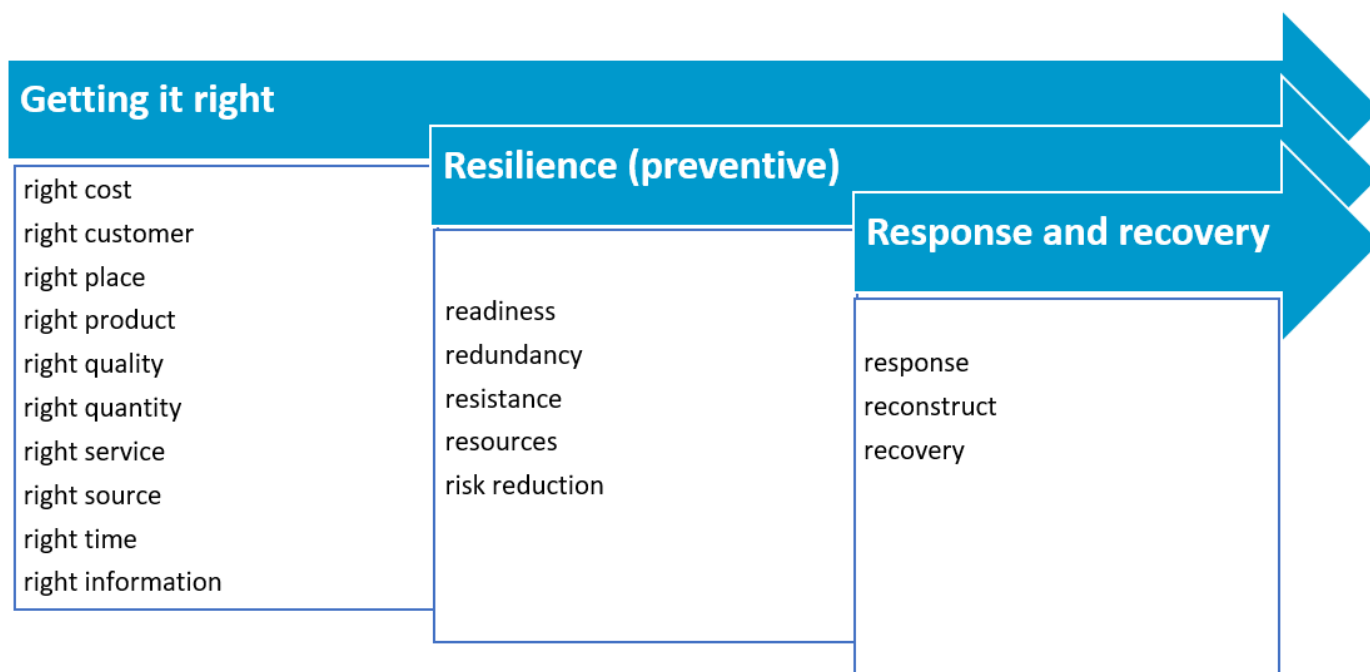 Getting it right
right cost
right customer
right place
right product
right quality
right quantity
right service
right source
right time
right information
Resilience (preventive)
readiness
redundancy
resistance
resources
risk reduction
Response and recovery
response
reconstruct
recovery